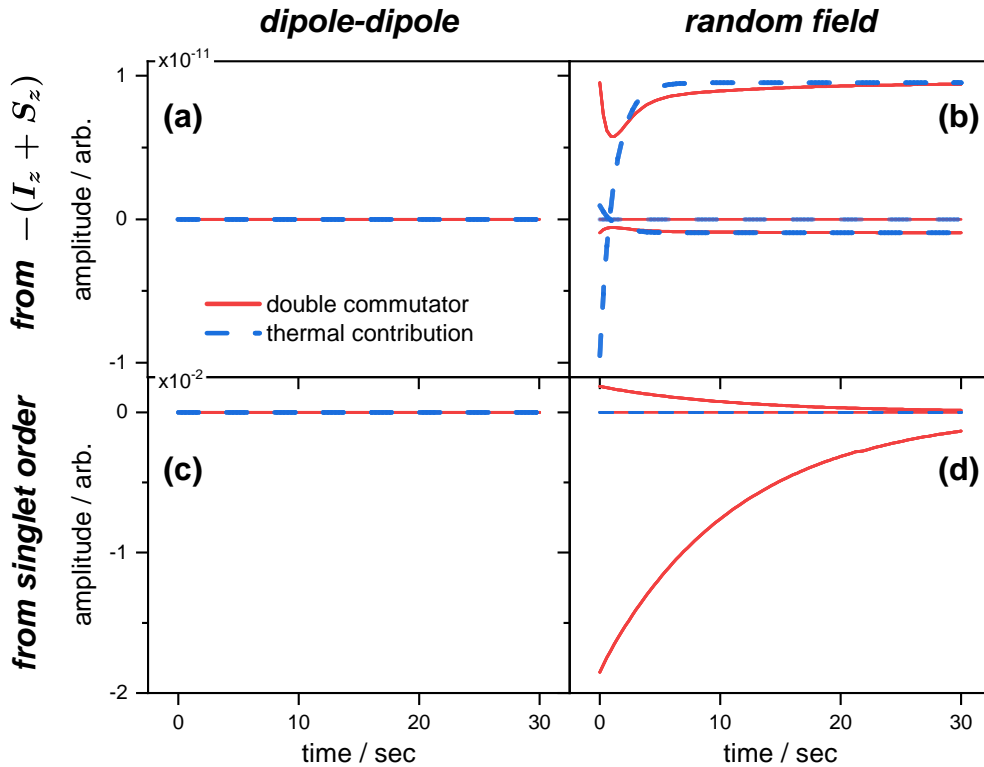 dipole-dipole
random field
x10⁻¹¹
from −(I_z + S_z)
amplitude / arb.
1
0
-1
(a)
(b)
double commutator
thermal contribution
x10⁻²
from singlet order
amplitude / arb.
0
-1
-2
(c)
(d)
0 10 20 30
0 10 20 30
time / sec
time / sec